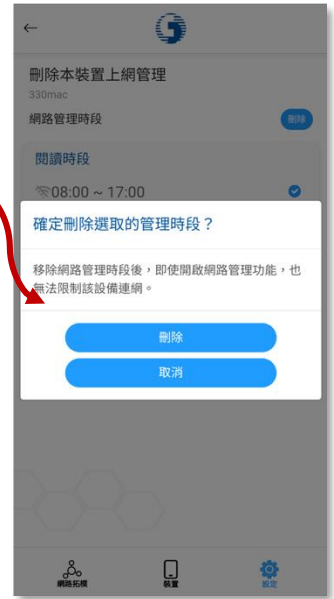 刪除本裝置上網管理
330mac
網路管理時段
刪除
閱讀時段
08:00 ~ 17:00
確定刪除選取的管理時段？
移除網路管理時段後，即使開啟網路管理功能，也
無法限制該設備連網。
刪除
取消
網路拓樸
裝置
設定